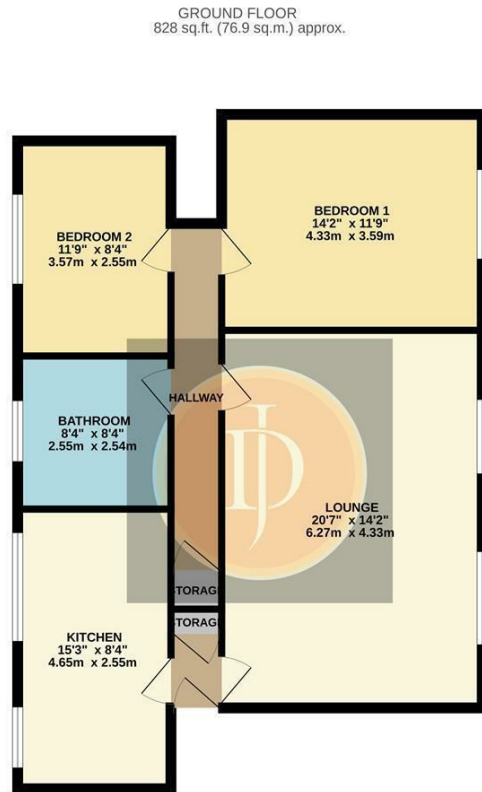 GROUND FLOOR
828 sq.ft. (76.9 sq.m.) approx.
BEDROOM 1
14'2" x 11'9"
4.33m x 3.59m
BEDROOM 2
11'9" x 8'4"
3.57m x 2.55m
HALLWAY
BATHROOM
8'4" x 8'4"
2.55m x 2.54m
LOUNGE
20'7" x 14'2"
6.27m x 4.33m
STORAGE
STORAGE
KITCHEN
15'3" x 8'4"
4.65m x 2.55m